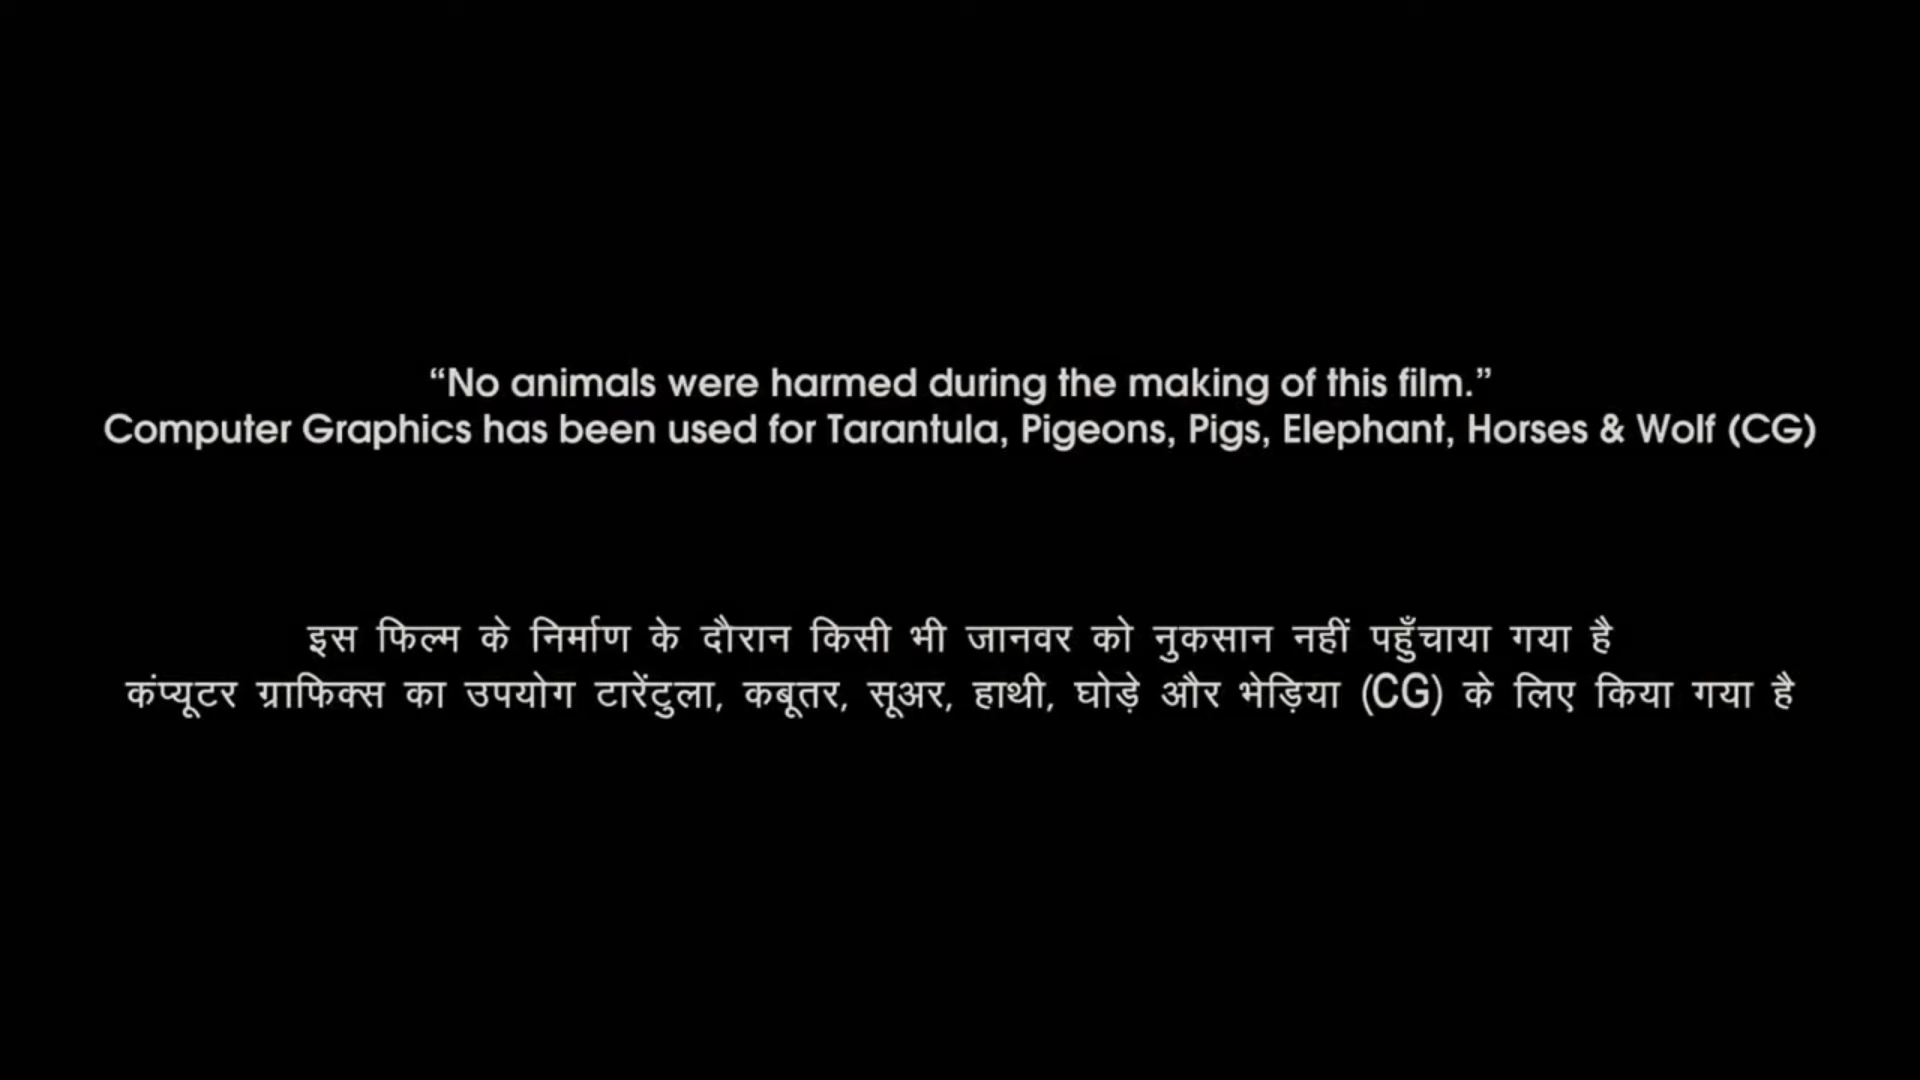 “No animals were harmed during the making of this film.”
Computer Graphics has been used for Tarantula, Pigeons, Pigs, Elephant, Horses & Wolf (CG)
इस फिल्म के निर्माण के दौरान किसी भी जानवर को नुकसान नहीं पहुँचाया गया है
कंप्यूटर ग्राफिक्स का उपयोग टारेंटुला, कबूतर, सूअर, हाथी, घोड़े और भेड़िया (CG) के लिए किया गया है